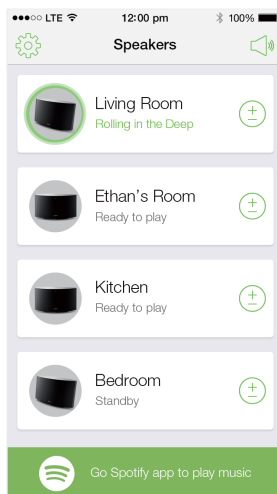 LTE 12:00 pm 100%
Speakers
Living Room
Rolling in the Deep
Ethan's Room
Ready to play
Kitchen
Ready to play
Bedroom
Standby
Go Spotify app to play music